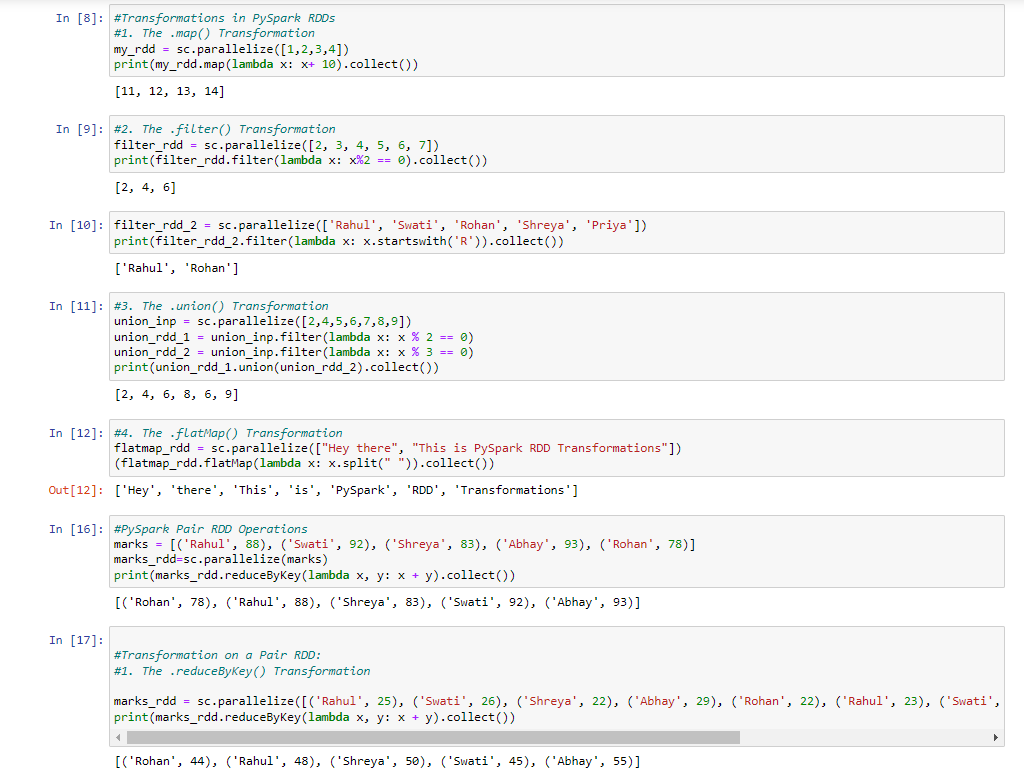 In [8]:
#Transformations in PySpark RDDs
#1. The .map() Transformation
my_rdd = sc.parallelize([1,2,3,4])
print(my_rdd.map(lambda x: x+ 10).collect())
[11, 12, 13, 14]
In [9]:
#2. The .filter() Transformation
filter_rdd = sc.parallelize([2, 3, 4, 5, 6, 7])
print(filter_rdd.filter(lambda x: x%2 == 0).collect())
[2, 4, 6]
In [10]:
filter_rdd_2 = sc.parallelize(['Rahul', 'Swati', 'Rohan', 'Shreya', 'Priya'])
print(filter_rdd_2.filter(lambda x: x.startswith('R')).collect())
['Rahul', 'Rohan']
In [11]:
#3. The .union() Transformation
union_inp = sc.parallelize([2,4,5,6,7,8,9])
union_rdd_1 = union_inp.filter(lambda x: x % 2 == 0)
union_rdd_2 = union_inp.filter(lambda x: x % 3 == 0)
print(union_rdd_1.union(union_rdd_2).collect())
[2, 4, 6, 8, 6, 9]
In [12]:
#4. The .flatMap() Transformation
flatmap_rdd = sc.parallelize(["Hey there", "This is PySpark RDD Transformations"])
(flatmap_rdd.flatMap(lambda x: x.split(" ")).collect())
Out[12]: ['Hey', 'there', 'This', 'is', 'PySpark', 'RDD', 'Transformations']
In [16]:
#PySpark Pair RDD Operations
marks = [('Rahul', 88), ('Swati', 92), ('Shreya', 83), ('Abhay', 93), ('Rohan', 78)]
marks_rdd=sc.parallelize(marks)
print(marks_rdd.reduceByKey(lambda x, y: x + y).collect())
[('Rohan', 78), ('Rahul', 88), ('Shreya', 83), ('Swati', 92), ('Abhay', 93)]
In [17]:
#Transformation on a Pair RDD:
#1. The .reduceByKey() Transformation
marks_rdd = sc.parallelize([('Rahul', 25), ('Swati', 26), ('Shreya', 22), ('Abhay', 29), ('Rohan', 22), ('Rahul', 23), ('Swati',
print(marks_rdd.reduceByKey(lambda x, y: x + y).collect())
[('Rohan', 44), ('Rahul', 48), ('Shreya', 50), ('Swati', 45), ('Abhay', 55)]